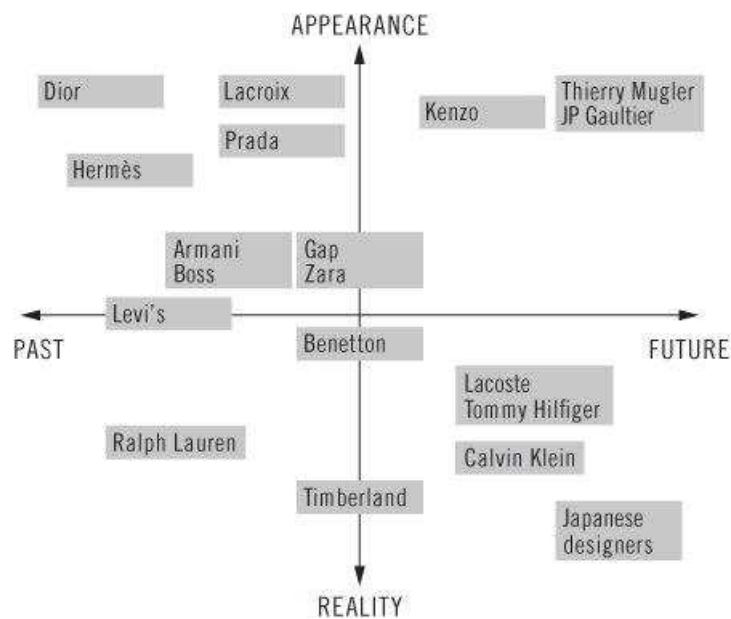 APPEARANCE
Dior
Lacroix
Kenzo
Thierry Mugler
JP Gaultier
Prada
Hermès
Armani
Boss
Gap
Zara
Levi's
PAST
Benetton
FUTURE
Lacoste
Tommy Hilfiger
Ralph Lauren
Calvin Klein
Timberland
Japanese
designers
REALITY